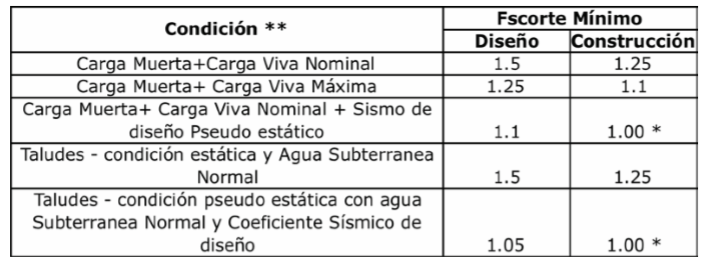 Condición **
Fscorte Mínimo
Diseño Construcción
Carga Muerta+Carga Viva Nominal 1.5 1.25
Carga Muerta+ Carga Viva Máxima 1.25 1.1
Carga Muerta+ Carga Viva Nominal + Sismo de
diseño Pseudo estático 1.1 1.00 *
Taludes - condición estática y Agua Subterranea
Normal 1.5 1.25
Taludes - condición pseudo estática con agua
Subterranea Normal y Coeficiente Sísmico de
diseño 1.05 1.00 *